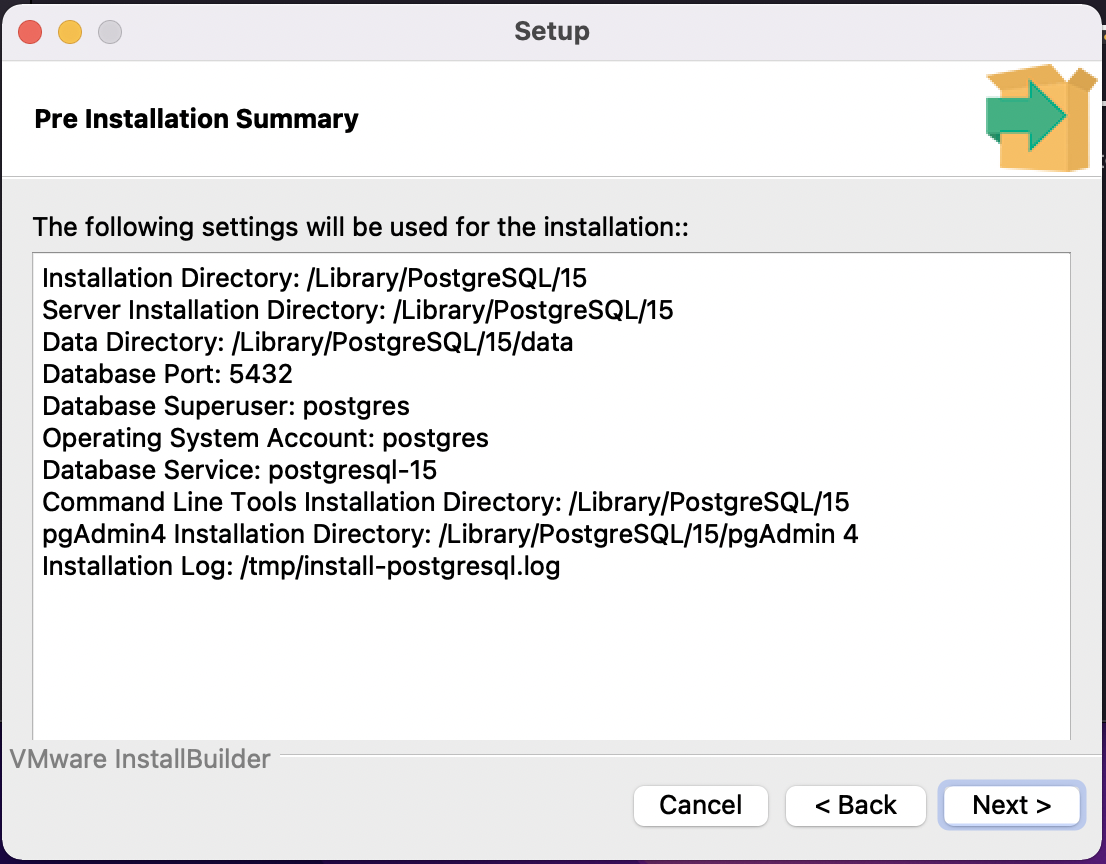 Setup
Pre Installation Summary
The following settings will be used for the installation::
Installation Directory: /Library/PostgreSQL/15
Server Installation Directory: /Library/PostgreSQL/15
Data Directory: /Library/PostgreSQL/15/data
Database Port: 5432
Database Superuser: postgres
Operating System Account: postgres
Database Service: postgresql-15
Command Line Tools Installation Directory: /Library/PostgreSQL/15
pgAdmin4 Installation Directory: /Library/PostgreSQL/15/pgAdmin 4
Installation Log: /tmp/install-postgresql.log
VMware InstallBuilder
Cancel
< Back
Next >